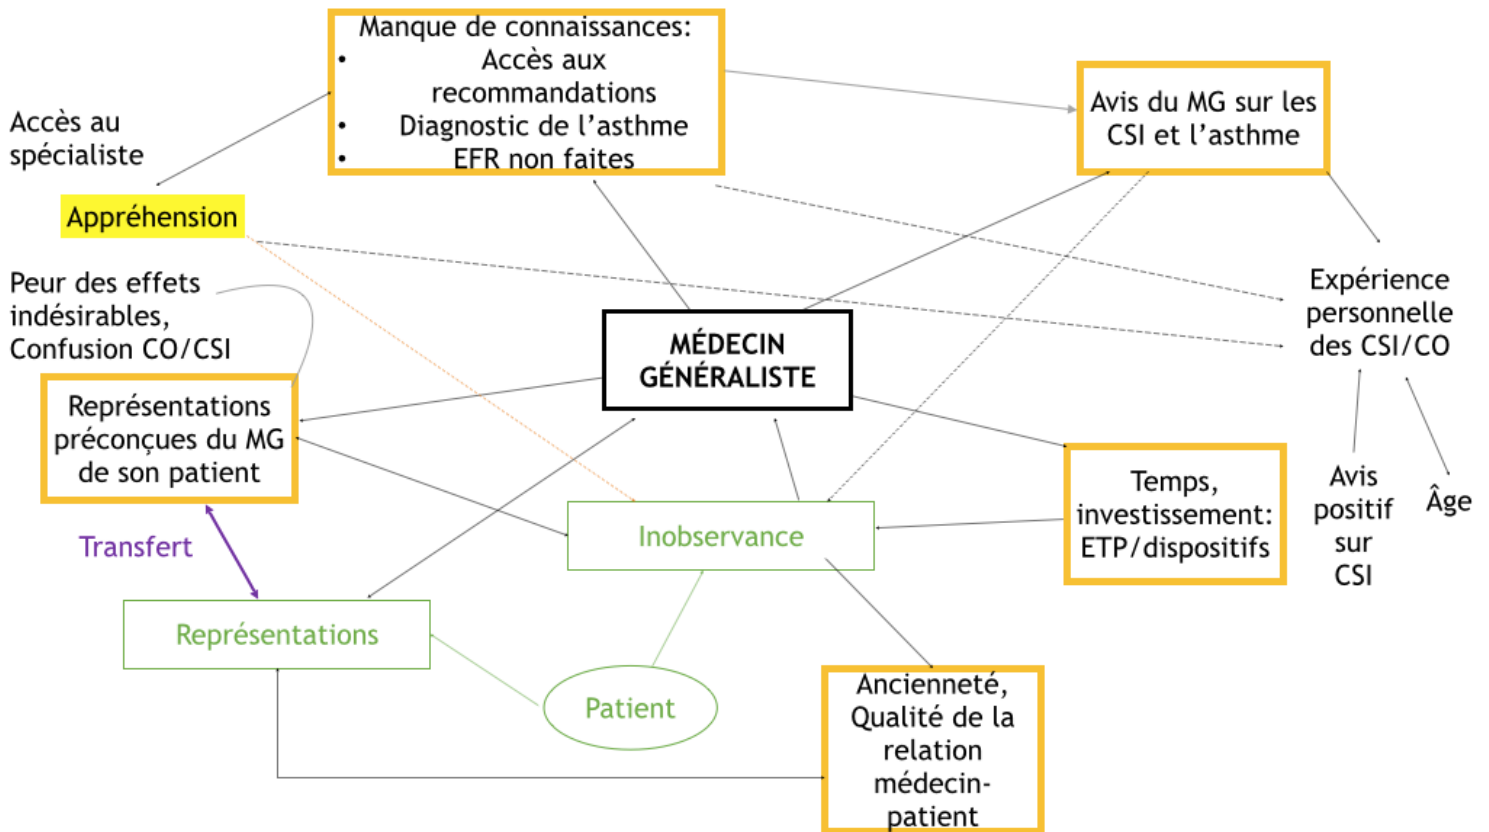 Manque de connaissances:
• Accès aux
recommandations
• Diagnostic de l'asthme
• EFR non faites
Avis du MG sur les
CSI et l'asthme
Accès au
spécialiste
Appréhension
Peur des effets
indésirables,
Confusion CO/CSI
Expérience
personnelle
des CSI/CO
MÉDECIN
GÉNÉRALISTE
Représentations
préconçues du MG
de son patient
Temps,
investissement:
ETP/dispositifs
Avis
positif
sur
CSI
Âge
Inobservance
Transfert
Représentations
Patient
Ancienneté,
Qualité de la
relation
médecin-
patient